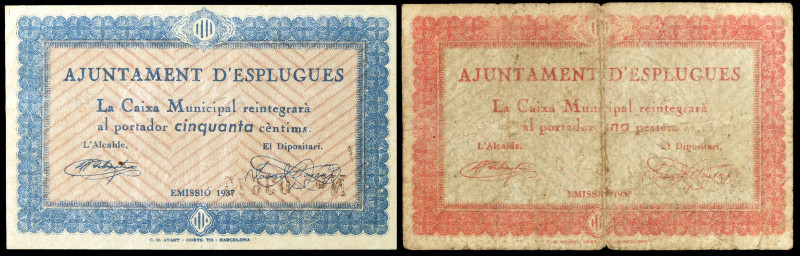 AJUNTAMENT D'ESPLUGUES
La Caixa Municipal reintegrarà
al portador cinquanta cèntims.
L'Alcalde, El Dipositari,
EMISSIÓ 1937
C. O. AVANT - CORTS, 719 - BARCELONA
AJUNTAMENT D'ESPLUGUES
La Caixa Municipal reintegrarà
al portador una pesseta
L'Alcalde, El Dipositari,
EMISSIÓ 1937